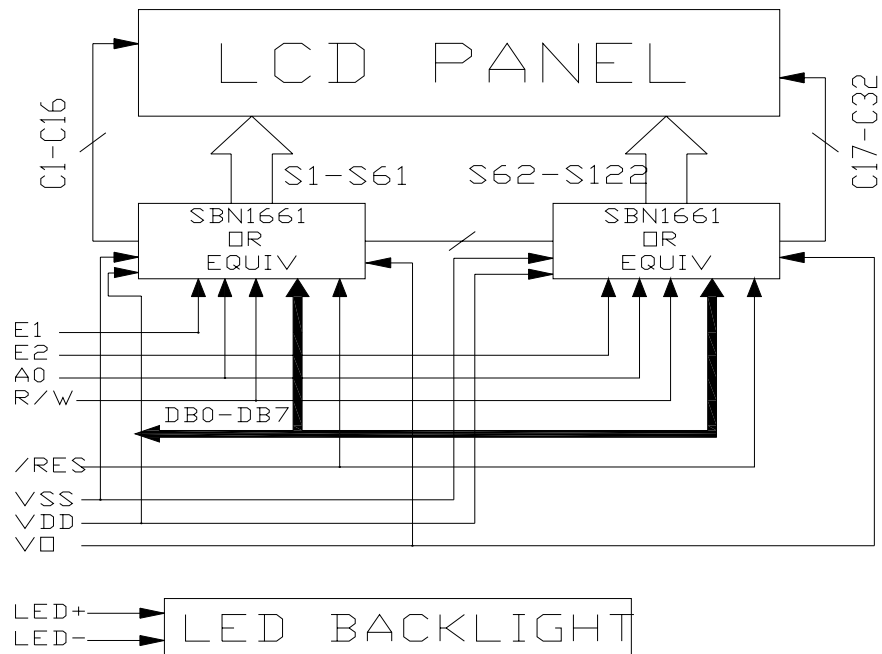 LCD PANEL
C1-C16
C17-C32
S1-S61
S62-S122
SBN1661
OR
EQUIV
SBN1661
OR
EQUIV
E1
E2
A0
R/W
DB0-DB7
/RES
VSS
VDD
VO
LED+
LED-
LED BACKLIGHT